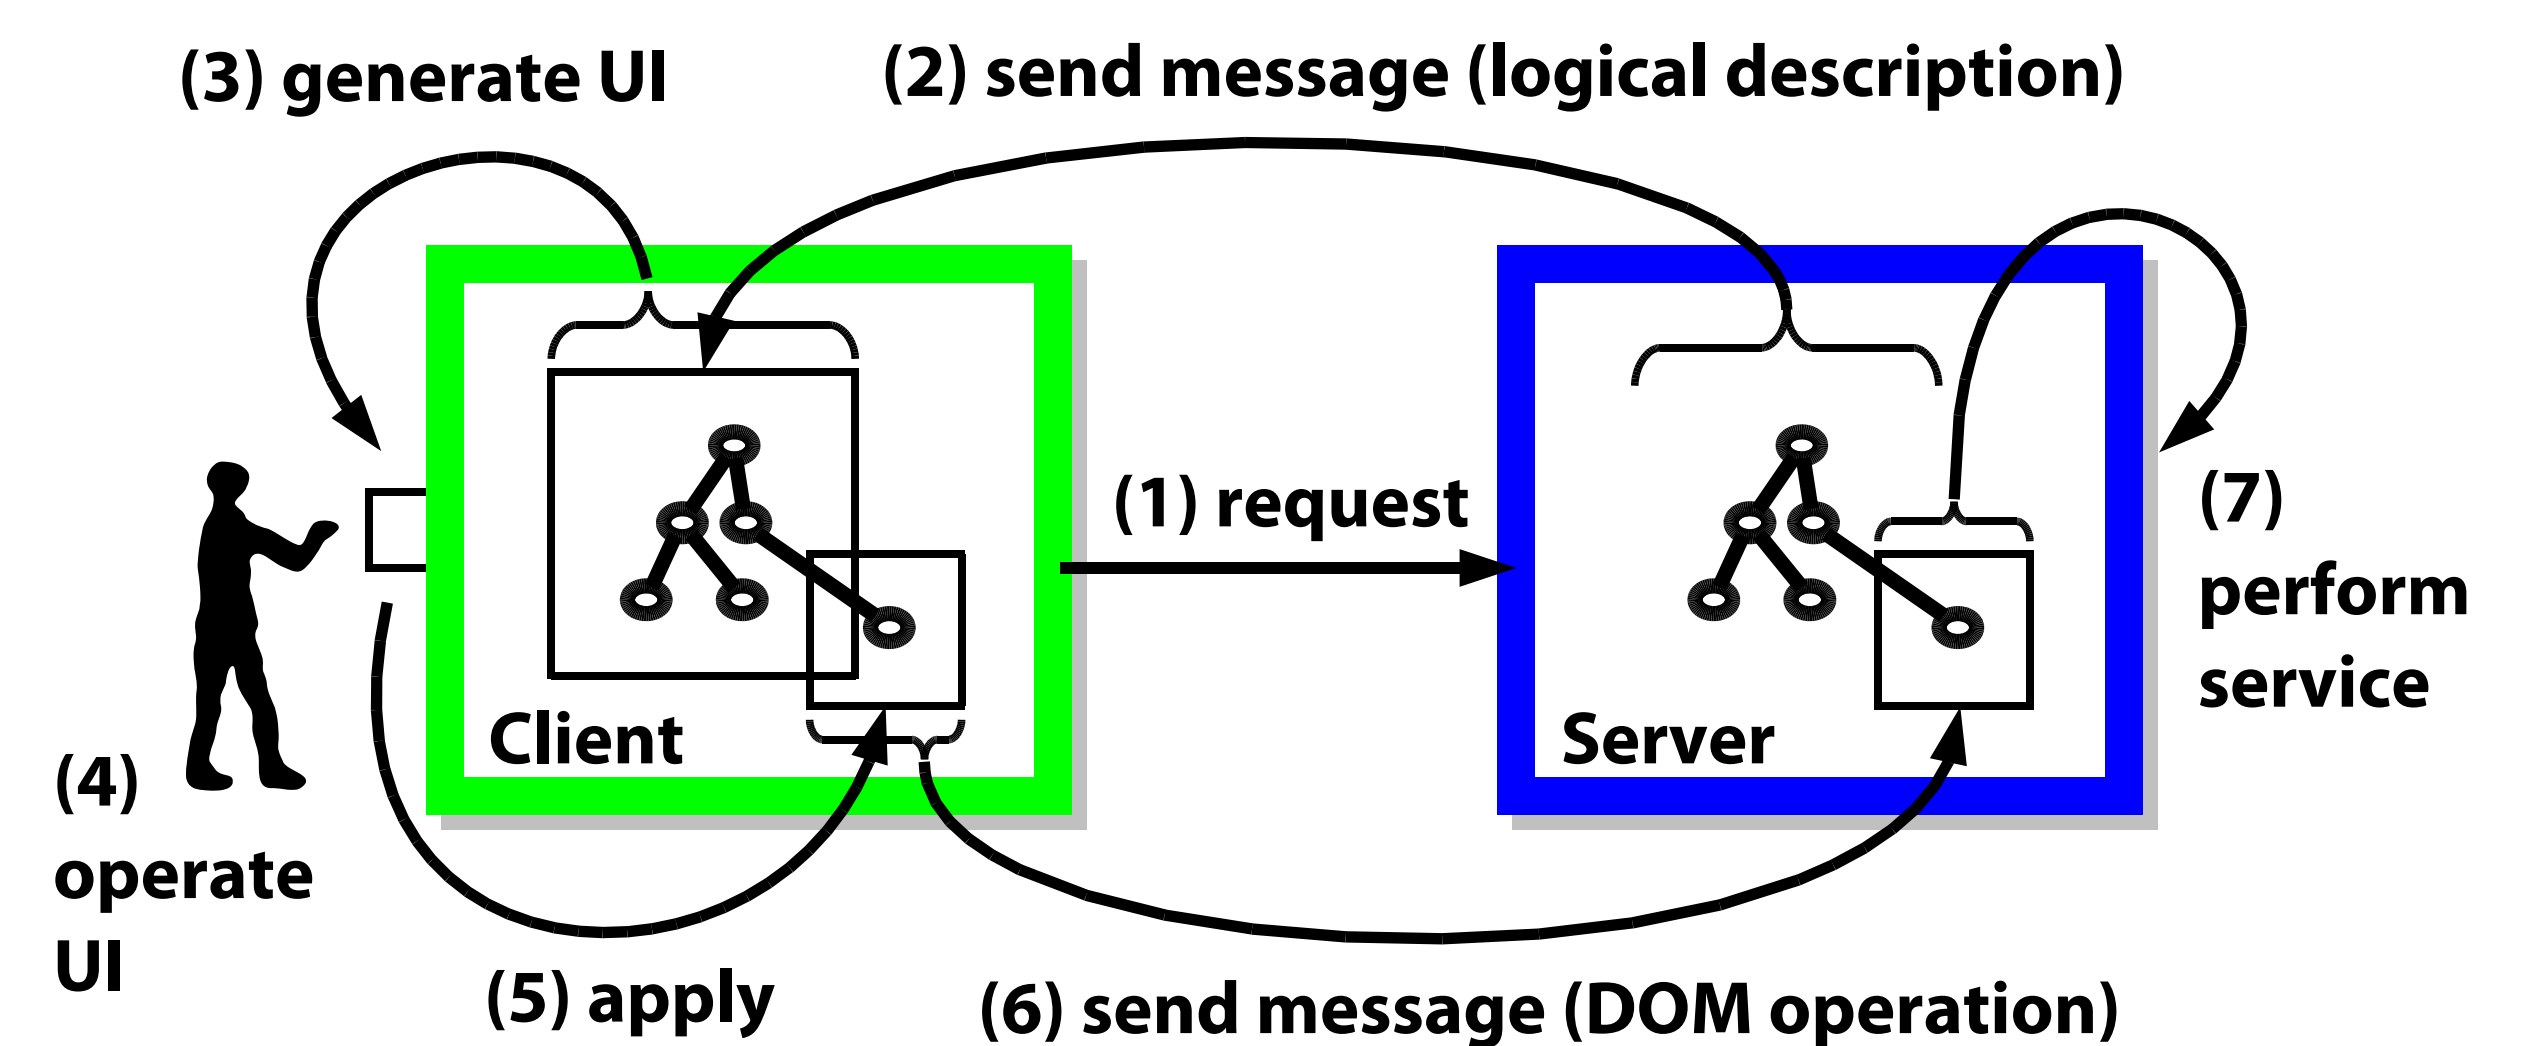 (3) generate UI
(2) send message (logical description)
(1) request
(7)
perform
service
Client
Server
(4)
operate
UI
(5) apply
(6) send message (DOM operation)